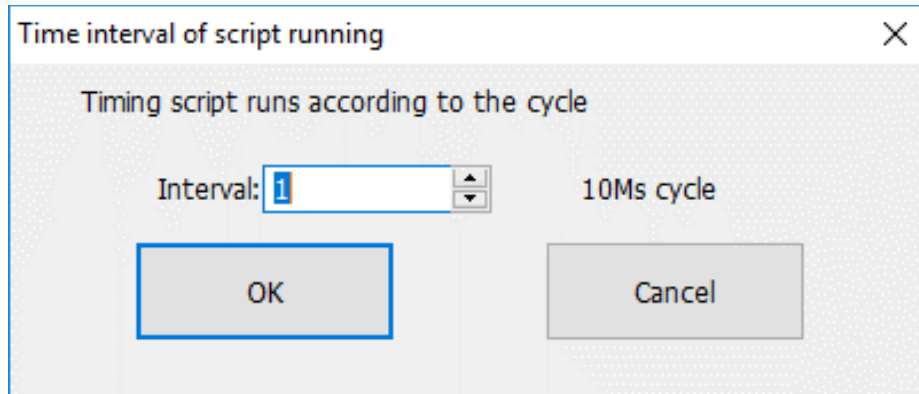 Time interval of script running
Timing script runs according to the cycle
Interval: 1 10Ms cycle
OK Cancel